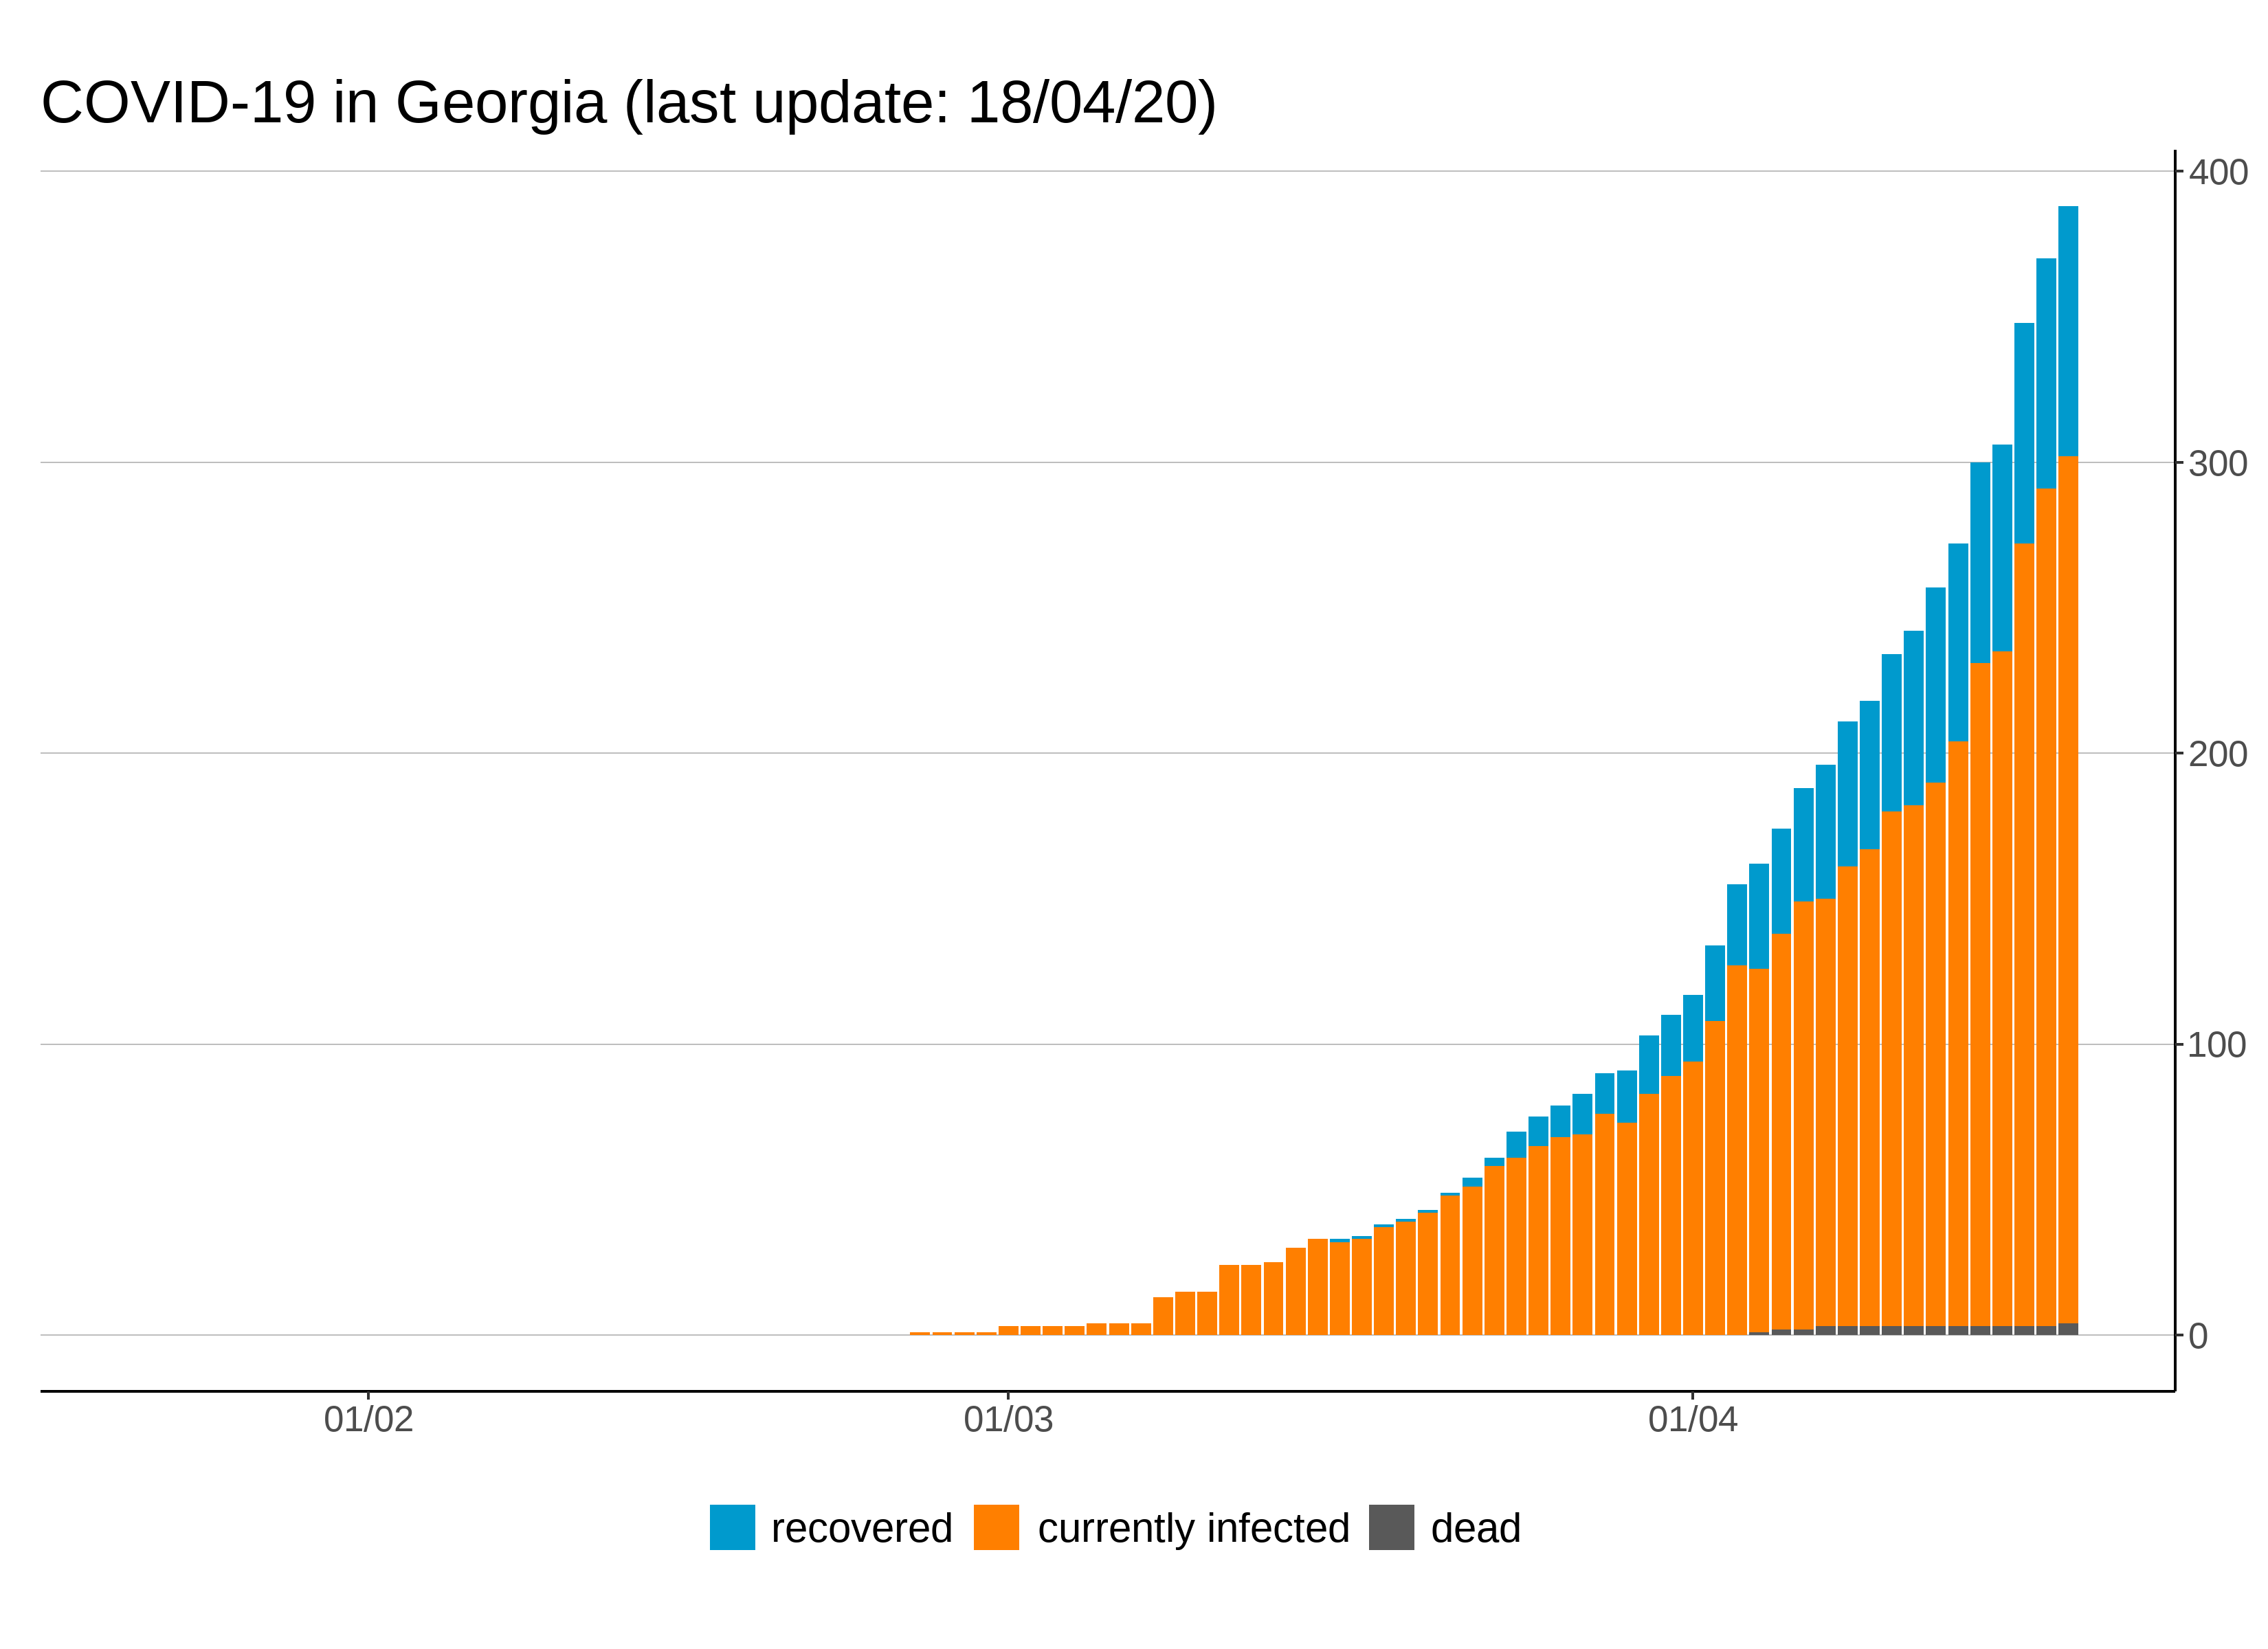 COVID-19 in Georgia (last update: 18/04/20)
400
300
200
100
0
01/02 01/03 01/04
recovered currently infected dead